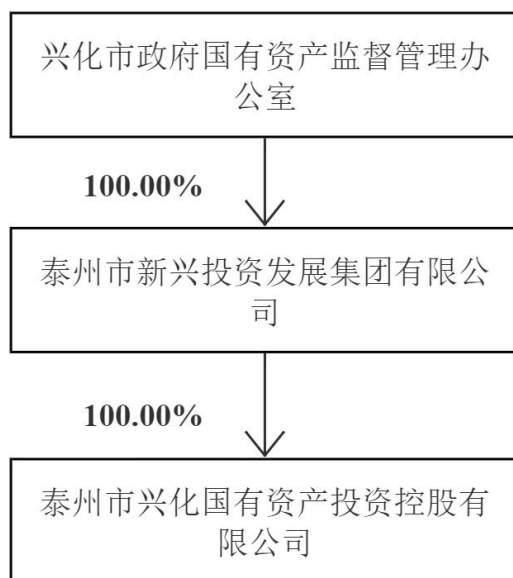 兴化市政府国有资产监督管理办
公室
100.00%
泰州市新兴投资发展集团有限公
司
100.00%
泰州市兴化国有资产投资控股有
限公司